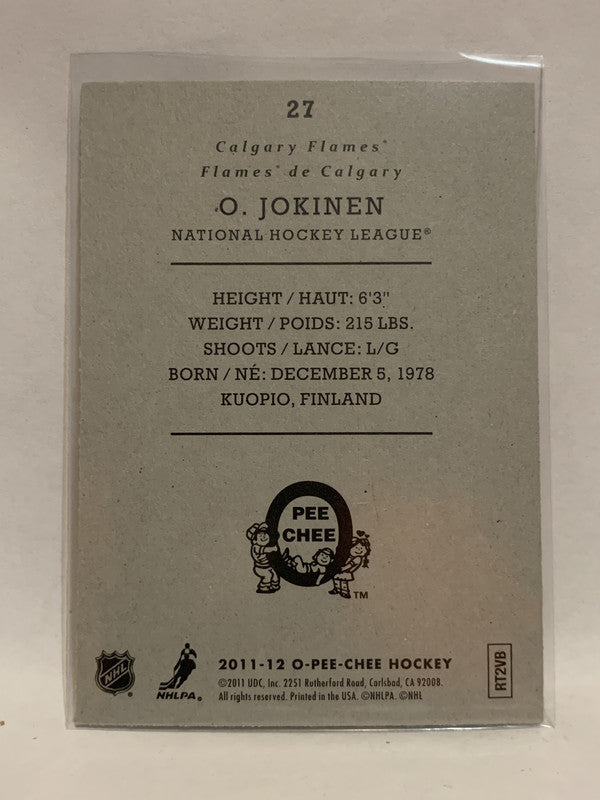 27
Calgary Flames®
Flames® de Calgary
O. JOKINEN
NATIONAL HOCKEY LEAGUE®
HEIGHT / HAUT: 6'3"
WEIGHT / POIDS: 215 LBS.
SHOOTS / LANCE: L/G
BORN / NÉ: DECEMBER 5, 1978
KUOPIO, FINLAND
O
PEE
CHEE
TM
NHL
NHLPA®
2011-12 O-PEE-CHEE HOCKEY
©2011 UDC, Inc. 2251 Rutherford Road, Carlsbad, CA 92008.
All rights reserved. Printed in the USA. ©NHLPA. ©NHL
RT2VB